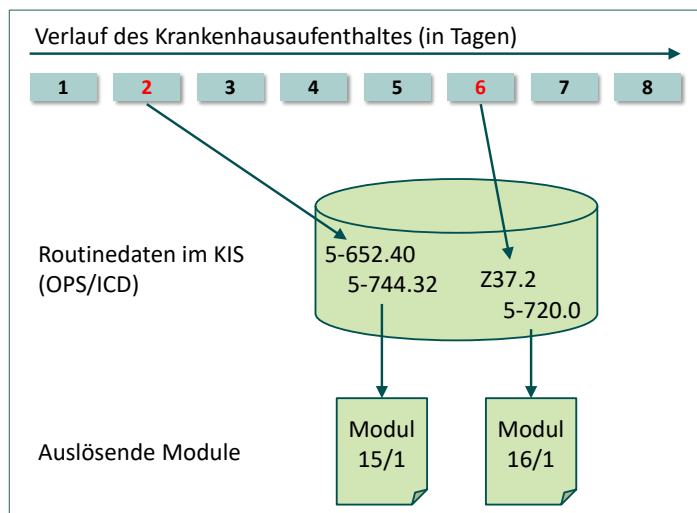 Verlauf des Krankenhausaufenthaltes (in Tagen)
1 2 3 4 5 6 7 8
Routinedaten im KIS
(OPS/ICD)
5-652.40
5-744.32
Z37.2
5-720.0
Auslösende Module
Modul
15/1
Modul
16/1